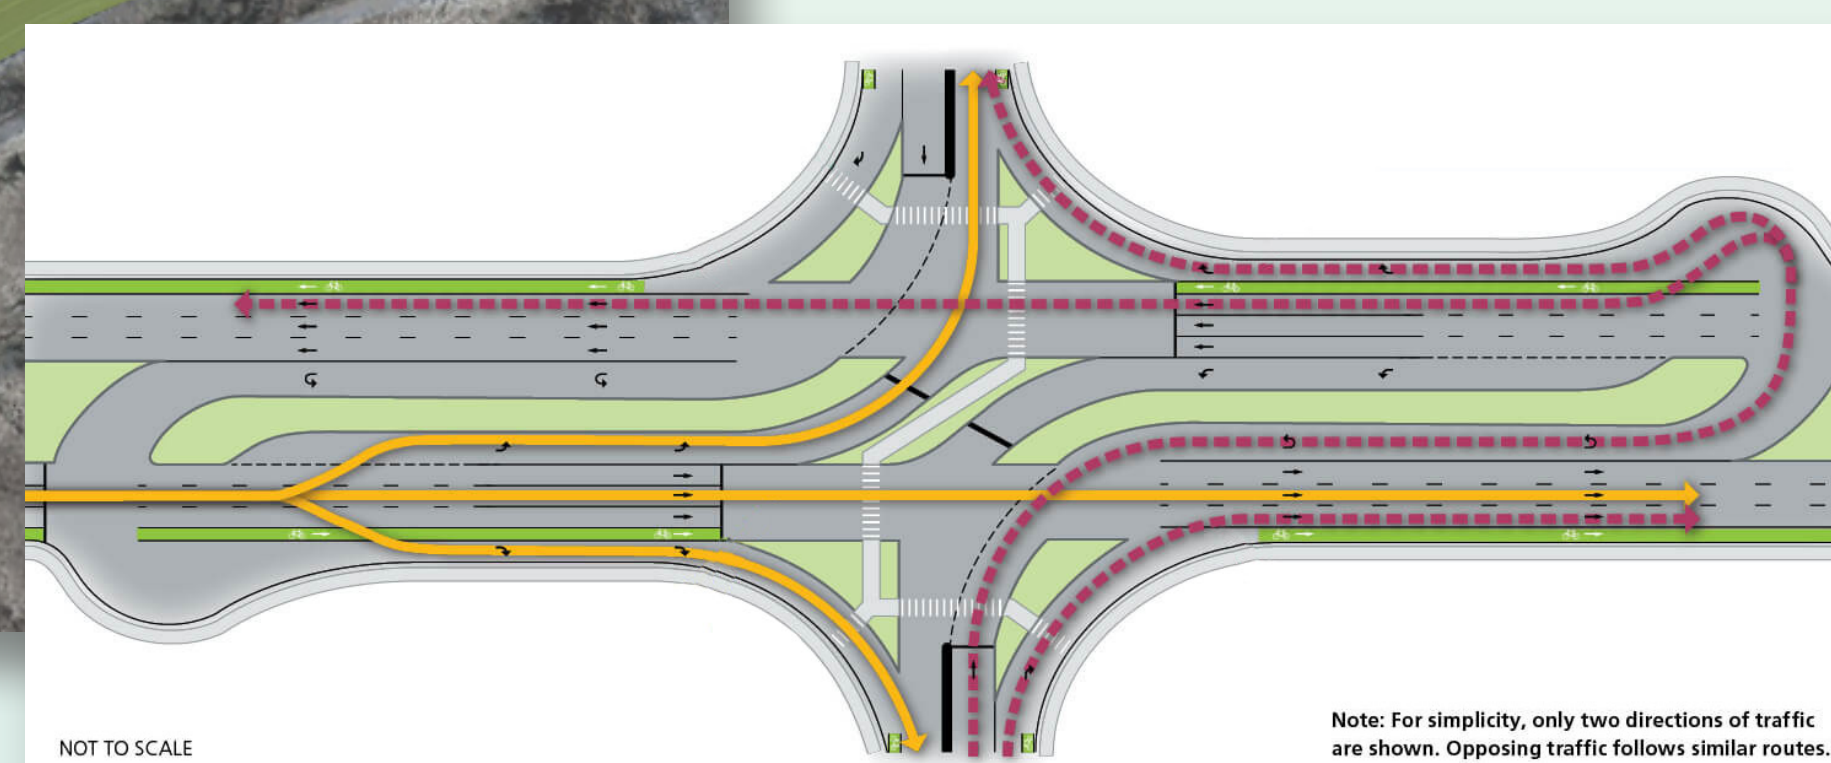 NOT TO SCALE
Note: For simplicity, only two directions of traffic
are shown. Opposing traffic follows similar routes.